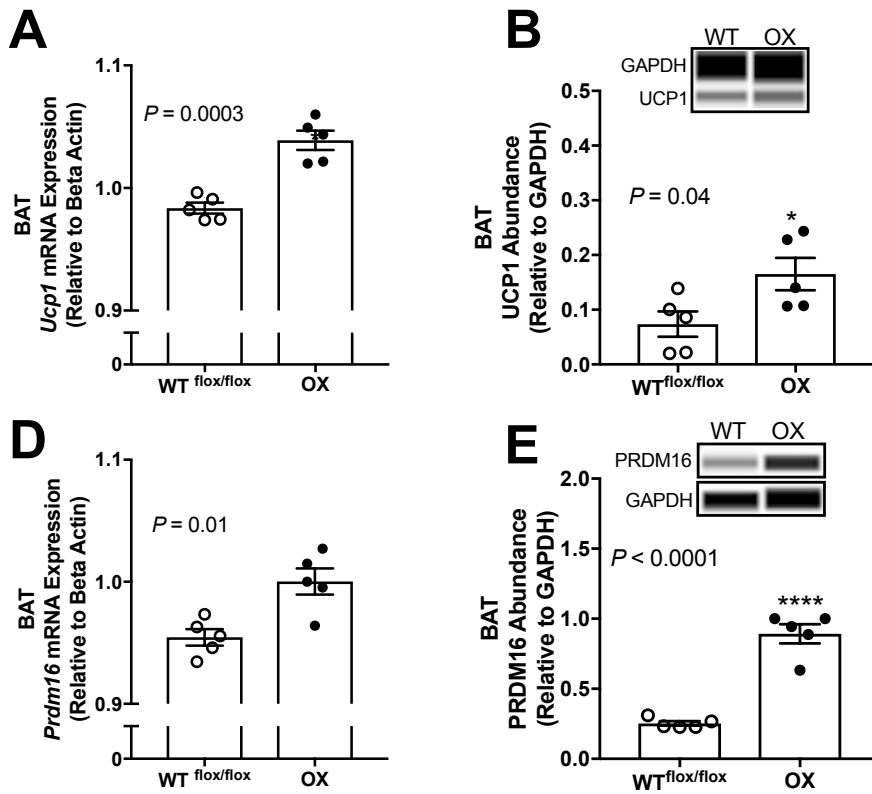 A
BAT
Ucp1 mRNA Expression
(Relative to Beta Actin)
1.1
1.0
0.9
0
P = 0.0003
*
WT flox/flox
OX
B
WT OX
GAPDH
UCP1
BAT
UCP1 Abundance
(Relative to GAPDH)
0.5
0.4
0.3
0.2
0.1
0.0
P = 0.04
*
WTflox/flox
OX
D
BAT
Prdm16 mRNA Expression
(Relative to Beta Actin)
1.1
1.0
0.9
0
P = 0.01
WT flox/flox
OX
E
WT OX
PRDM16
GAPDH
BAT
PRDM16 Abundance
(Relative to GAPDH)
2.0
1.5
1.0
0.5
0.0
P < 0.0001
****
WTflox/flox
OX